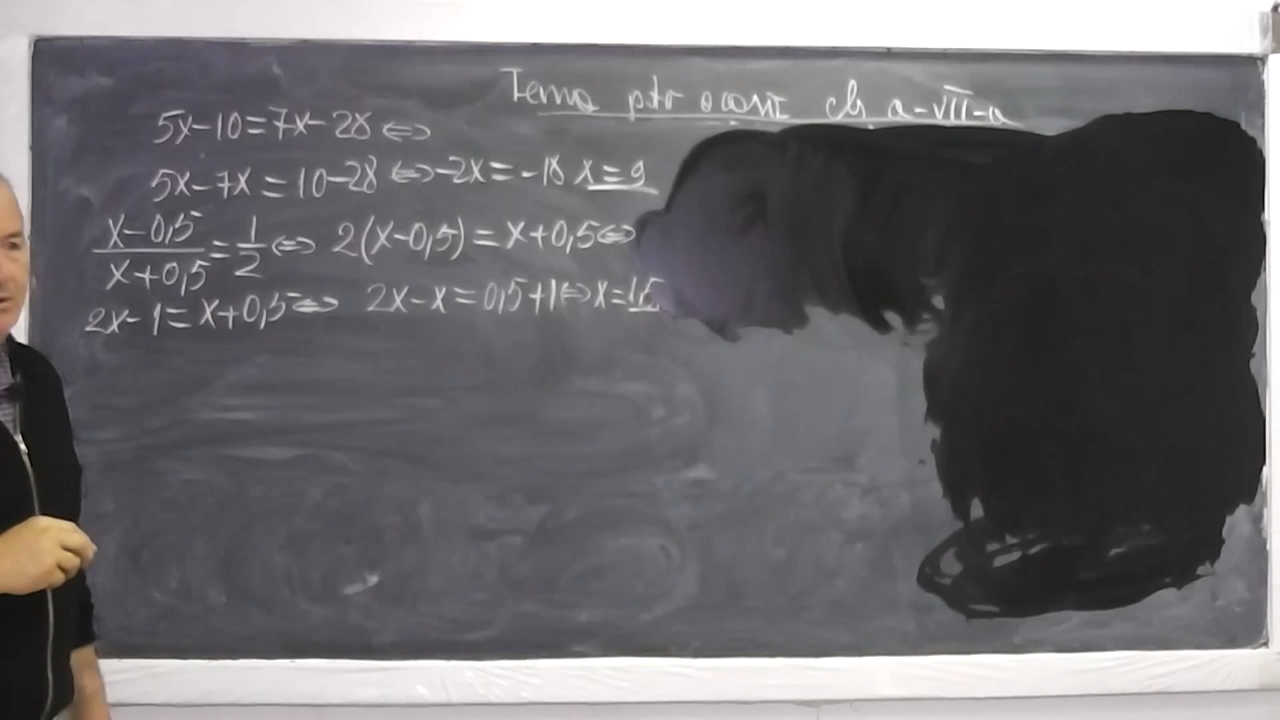 Tema ptr acasă cls a-VII-a
5x-10=7x-28 ⇔
5x-7x=10-28 ⇔ -2x=-18 x=9
x-0,5/x+0,5=1/2 ⇔ 2(x-0,5)=x+0,5 ⇔
2x-1=x+0,5 ⇔ 2x-x=0,5+1 ⇔ x=1,5